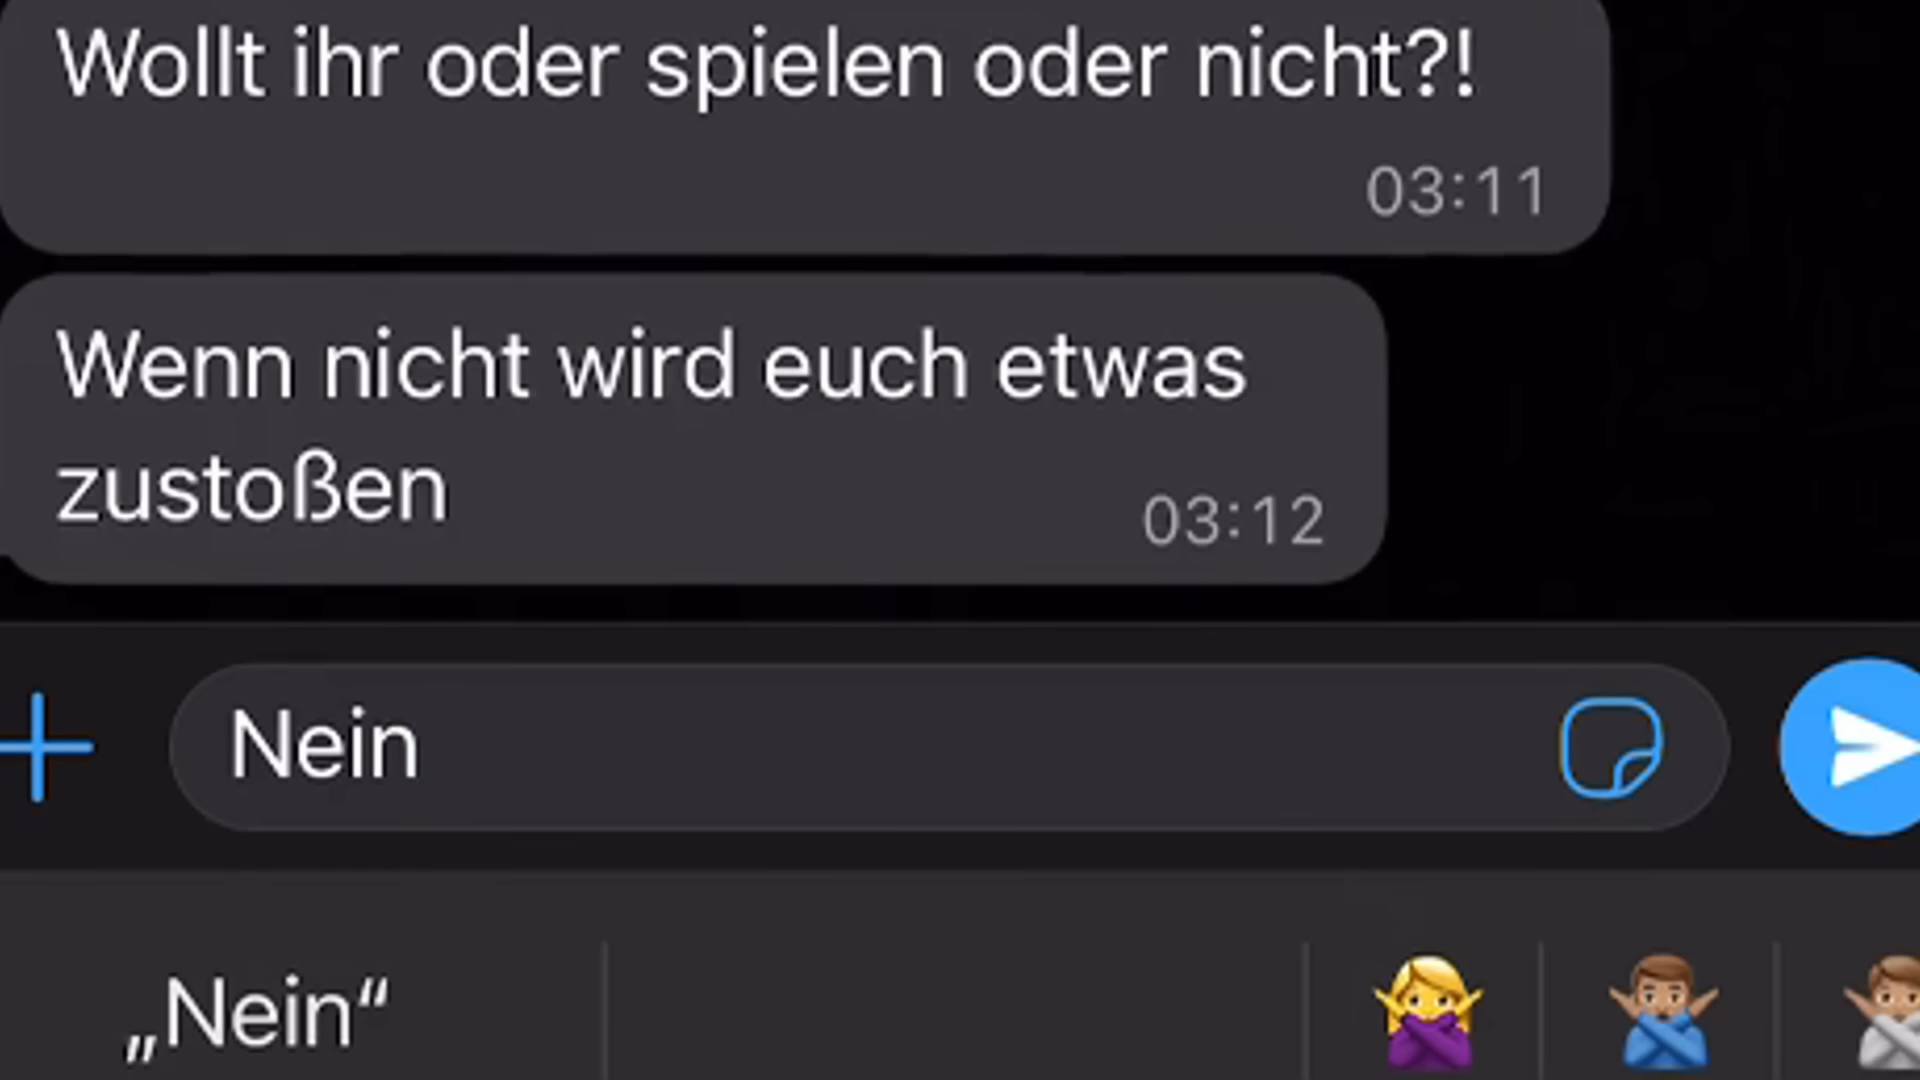 Wollt ihr oder spielen oder nicht?!
03:11
Wenn nicht wird euch etwas
zustoßen
03:12
Nein
„Nein“